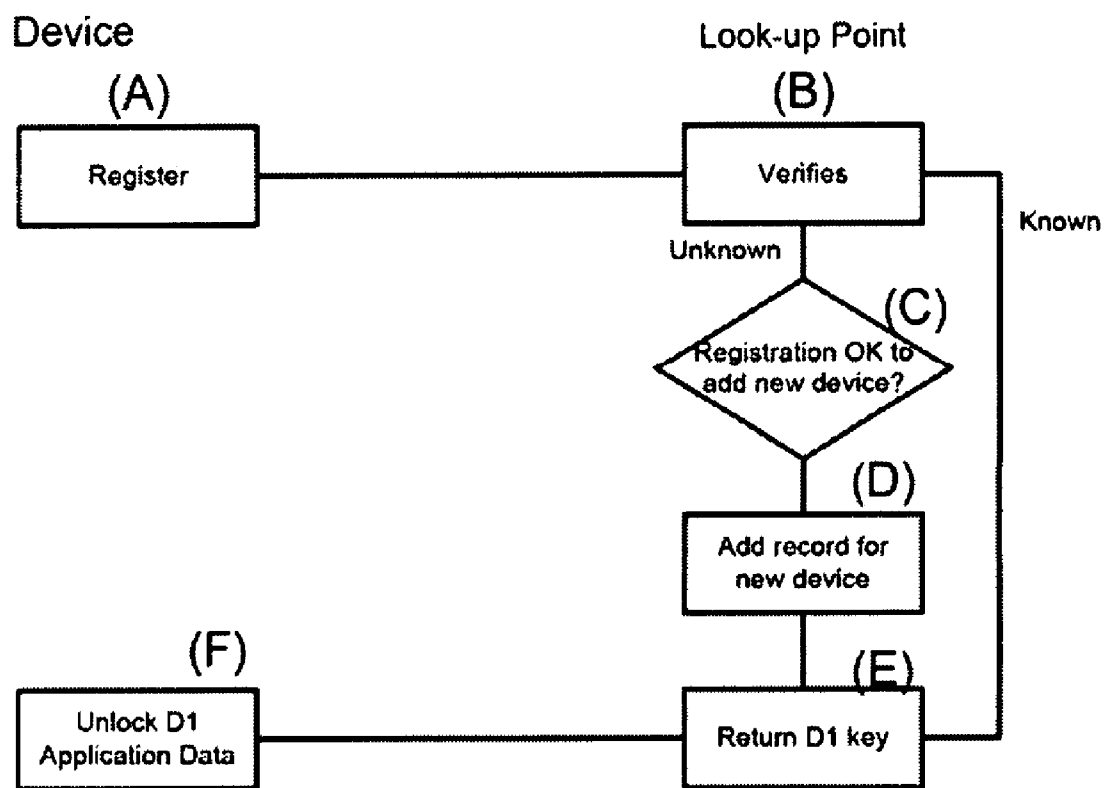 Device
Look-up Point
(A)
(B)
Register
Verifies
Known
Unknown
(C)
Registration OK to
add new device?
(D)
Add record for
new device
(F)
(E)
Unlock D1
Application Data
Return D1 key